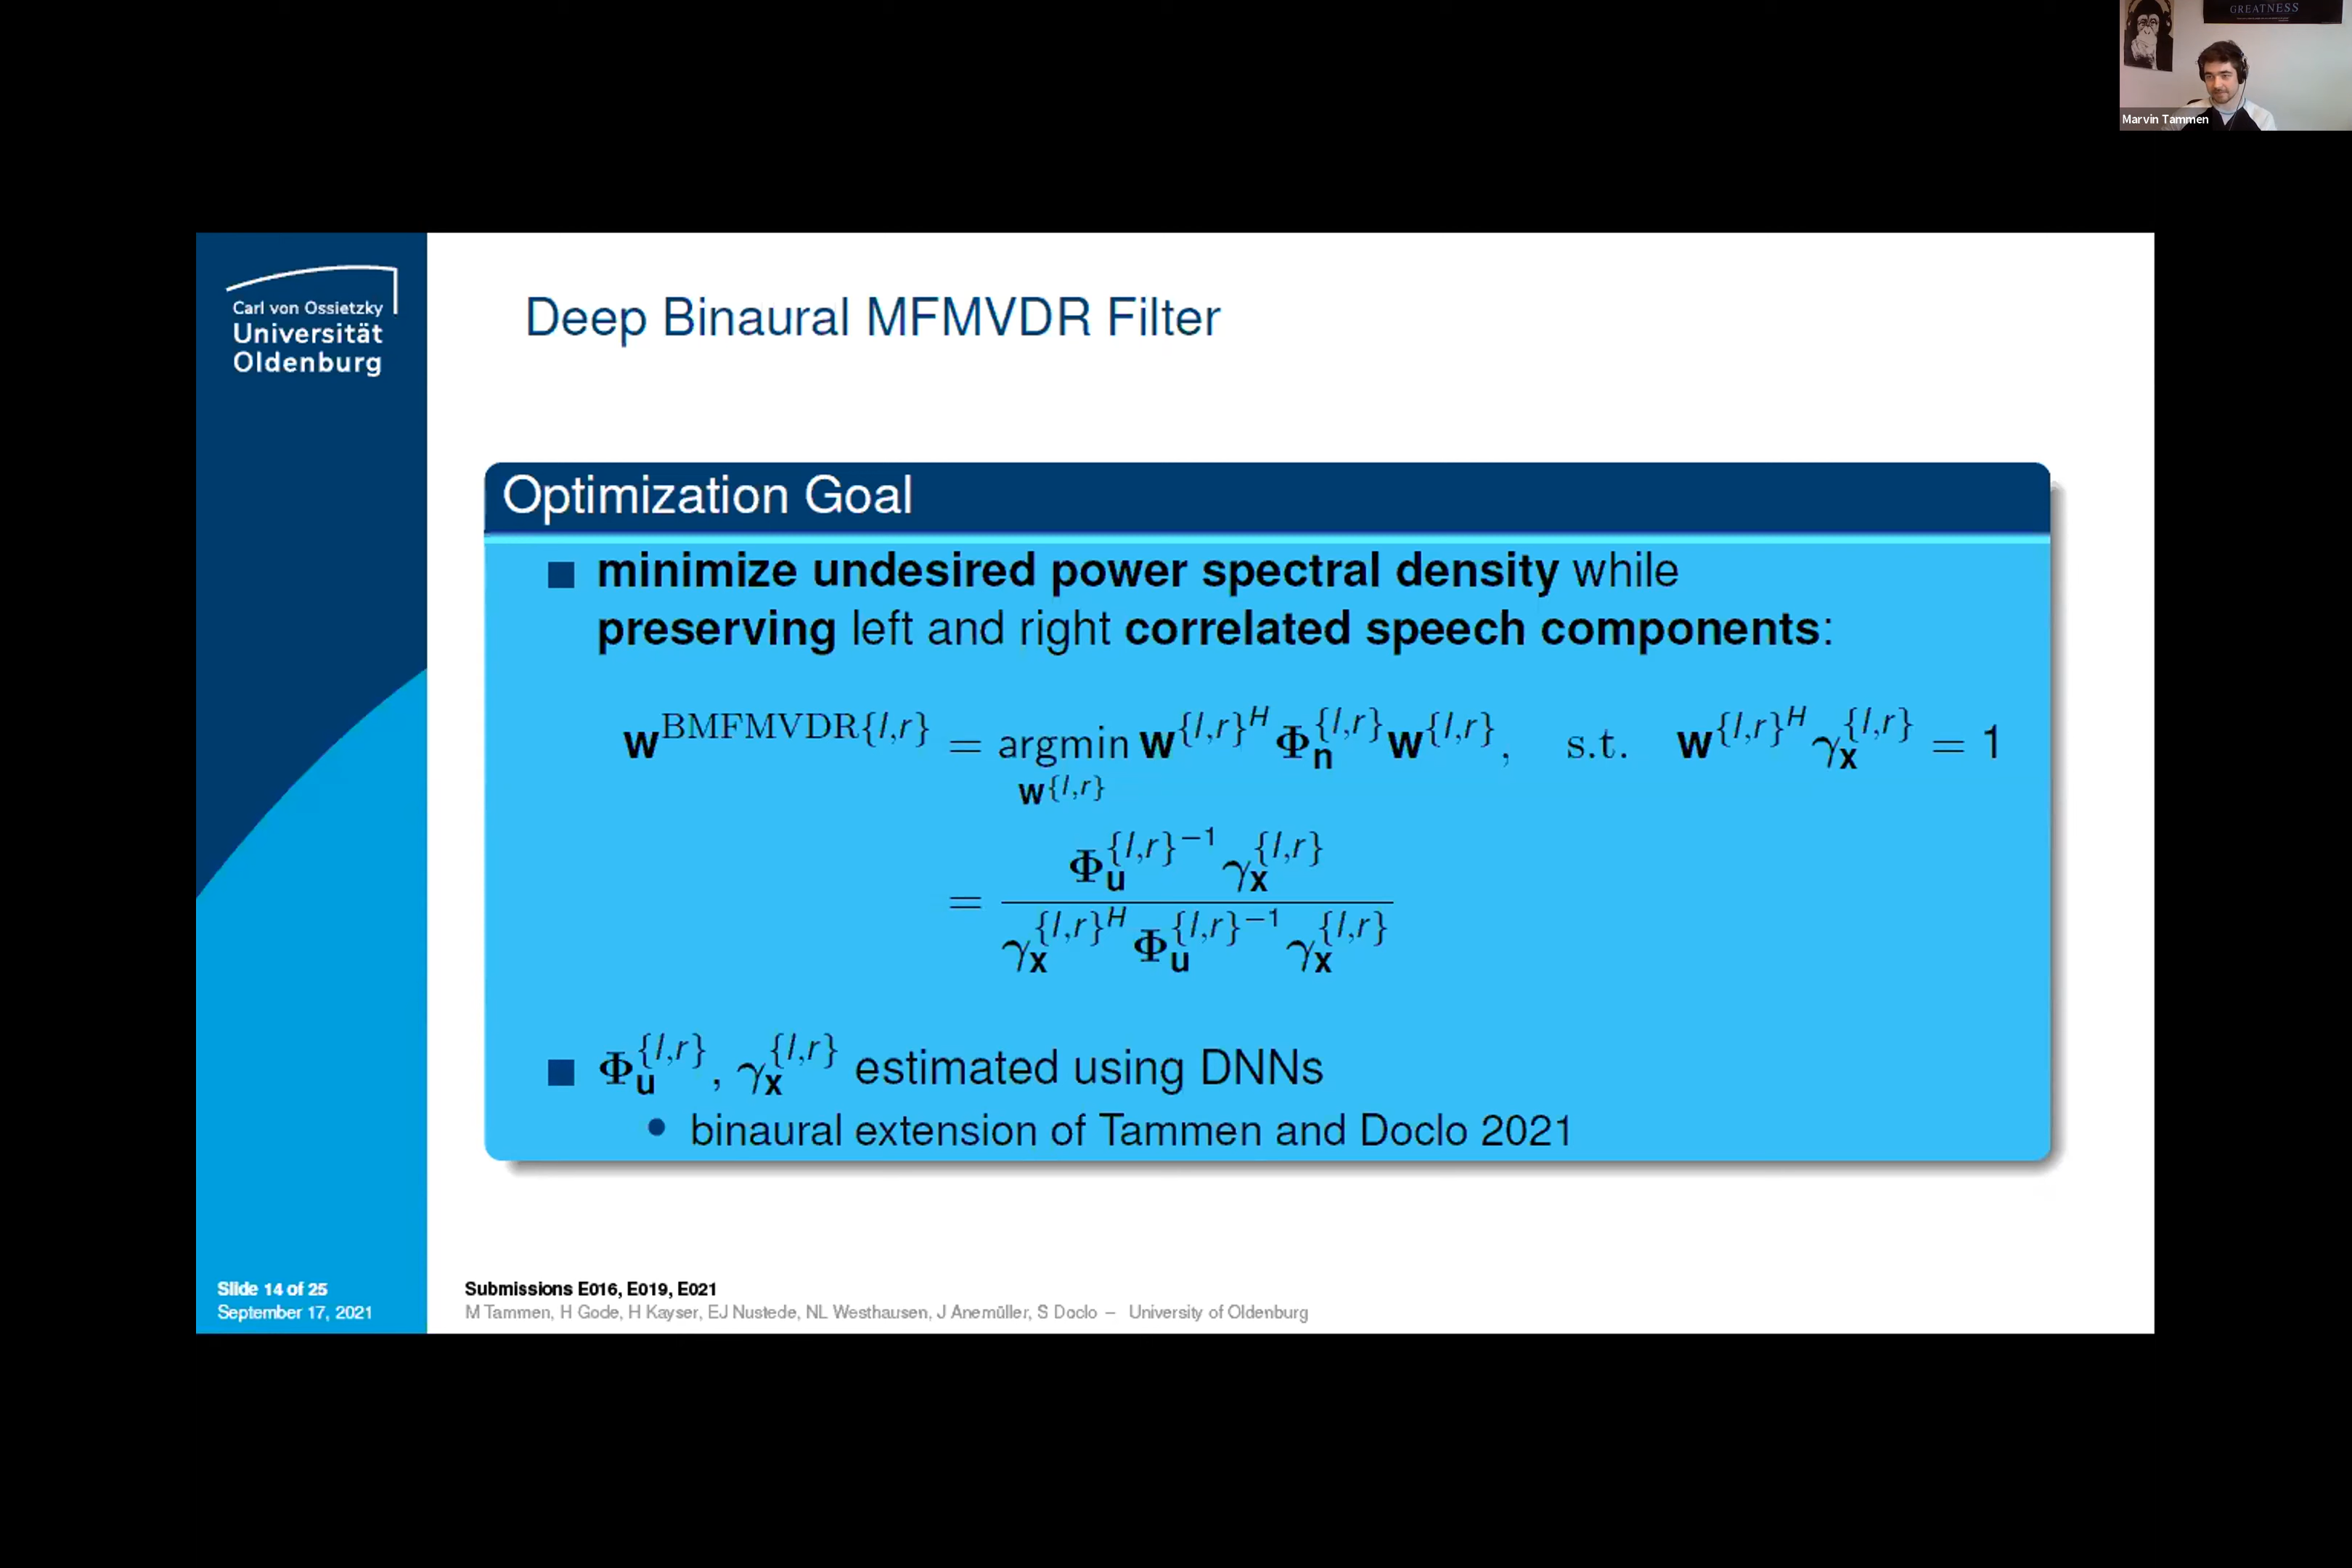 GREATNESS
Marvin Tammen
Carl von Ossietzky
Universität
Oldenburg
Deep Binaural MFMVDR Filter
Optimization Goal
minimize undesired power spectral density while
preserving left and right correlated speech components:
w^{BMFMVDR{l,r}} = argmin_{w^{{l,r}}} w^{{l,r}^H} Φ_n^{{l,r}} w^{{l,r}}, s.t. w^{{l,r}^H} γ_x^{{l,r}} = 1
= \frac{Φ_u^{{l,r}^{-1}} γ_x^{{l,r}}}{γ_x^{{l,r}^H} Φ_u^{{l,r}^{-1}} γ_x^{{l,r}}}
Φ_u^{{l,r}}, γ_x^{{l,r}} estimated using DNNs
binaural extension of Tammen and Doclo 2021
Slide 14 of 25
September 17, 2021
Submissions E016, E019, E021
M Tammen, H Gode, H Kayser, EJ Nustede, NL Westhausen, J Anemüller, S Doclo – University of Oldenburg